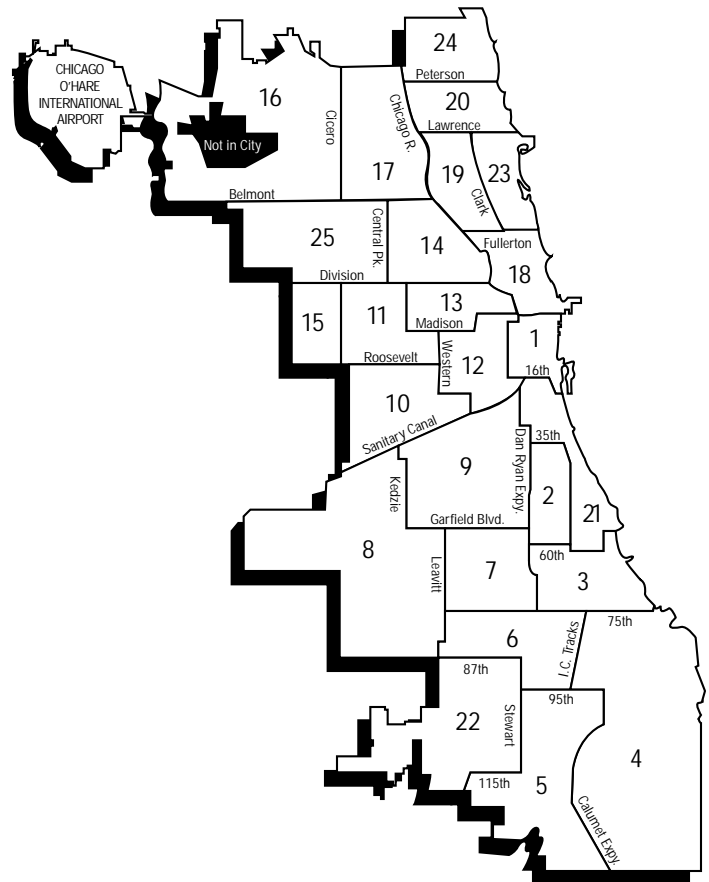 24
Peterson
CHICAGO
O'HARE
INTERNATIONAL
AIRPORT
16
20
Lawrence
Chicago R.
Cicero
Not in City
17
19
23
Clark
Belmont
Central Pk.
25
14
Fullerton
18
Division
15
11
13
Madison
1
Roosevelt
Western
12
16th
10
Sanitary Canal
Dan Ryan Expy.
35th
9
Kedzie
2
21
Garfield Blvd.
8
Leavitt
7
60th
3
6
I.C. Tracks
75th
87th
22
Stewart
95th
4
115th
5
Calumet Expy.